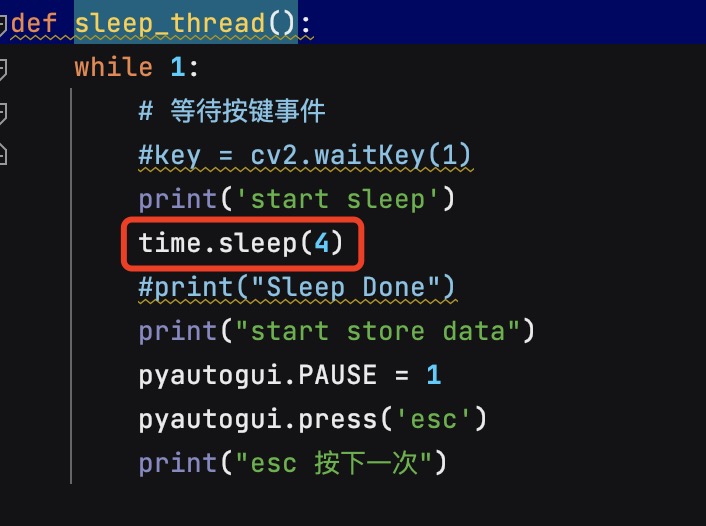 def sleep_thread():
while 1:
# 等待按键事件
#key = cv2.waitKey(1)
print('start sleep')
time.sleep(4)
#print("Sleep Done")
print("start store data")
pyautogui.PAUSE = 1
pyautogui.press('esc')
print("esc 按下一次")